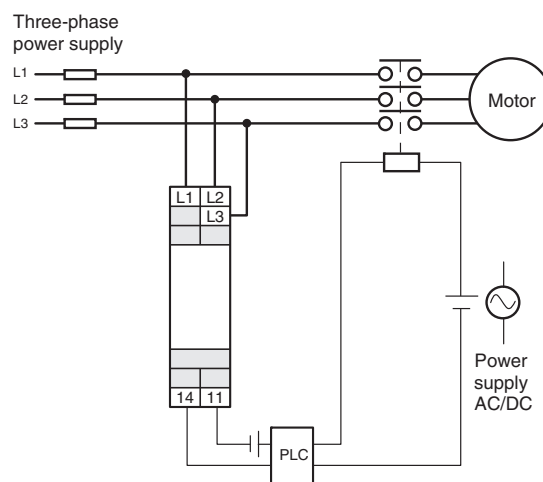 Three-phase
power supply
L1
L2
L3
Motor
L1 L2
L3
Power
supply
AC/DC
14 11
PLC